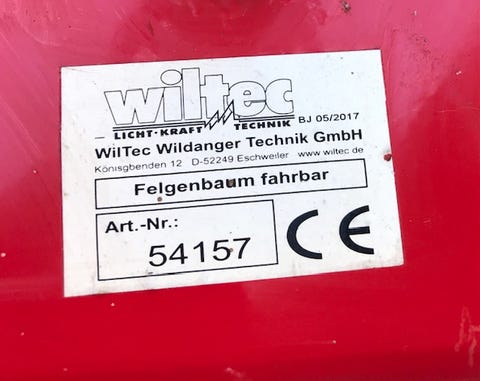 wiltec
LICHT-KRAFT TECHNIK BJ 05/2017
WilTec Wildanger Technik GmbH
Königsbenden 12 D-52249 Eschweiler www.wiltec.de
Felgenbaum fahrbar
Art.-Nr.:
54157 CE